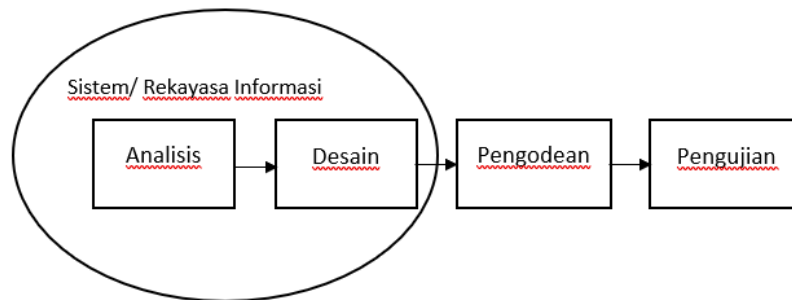 Sistem/ Rekayasa Informasi
Analisis
Desain
Pengodean
Pengujian